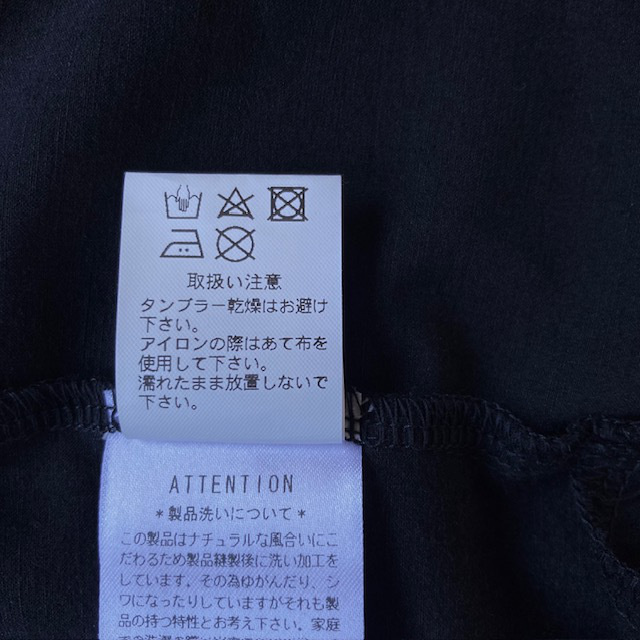 取扱い注意
タンブラー乾燥はお避け
下さい。
アイロンの際はあて布を
使用して下さい。
濡れたまま放置しないで
下さい。
ATTENTION
*製品洗いについて*
この製品はナチュラルな風合いにこ
だわるため製品縫製後に洗い加工を
しています。その為ゆがんだり、シ
ワになったりしていますがそれも製
品の持つ特性とお考え下さい。家庭
での洗濯の際